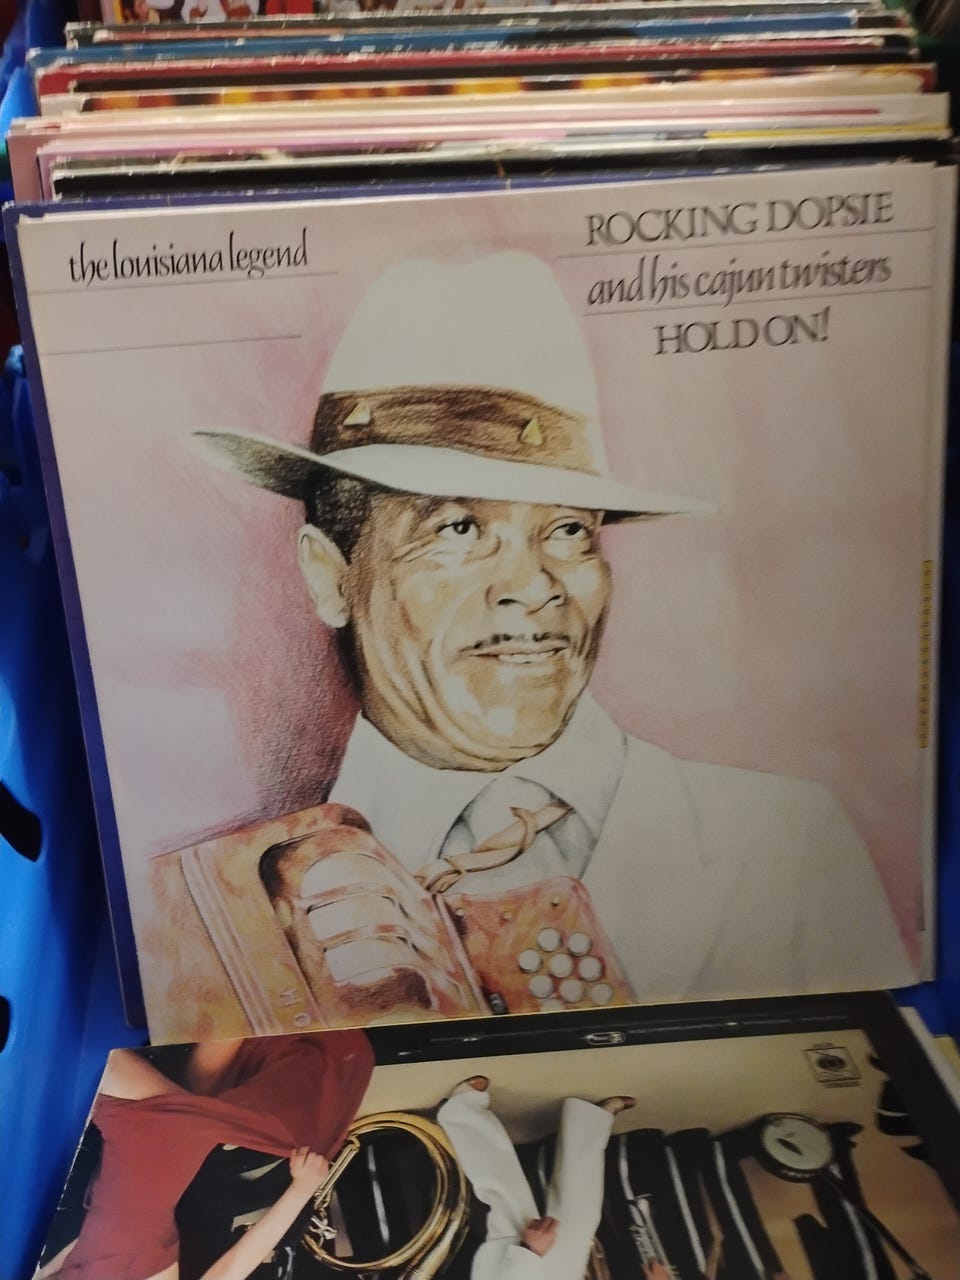 the louisiana legend
ROCKING DOPSIE
and his cajun twisters
HOLD ON!